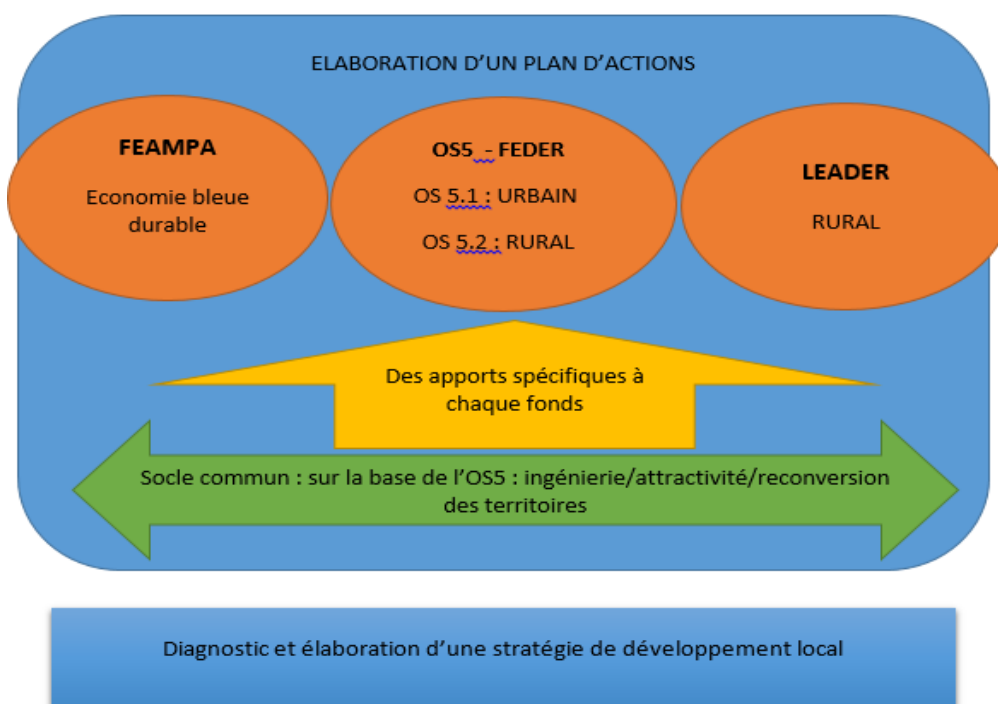 ELABORATION D'UN PLAN D'ACTIONS
FEAMPA
Economie bleue
durable
OS5 - FEDER
OS 5.1 : URBAIN
OS 5.2 : RURAL
LEADER
RURAL
Des apports spécifiques à
chaque fonds
Socle commun : sur la base de l'OS5 : ingénierie/attractivité/reconversion
des territoires
Diagnostic et élaboration d'une stratégie de développement local